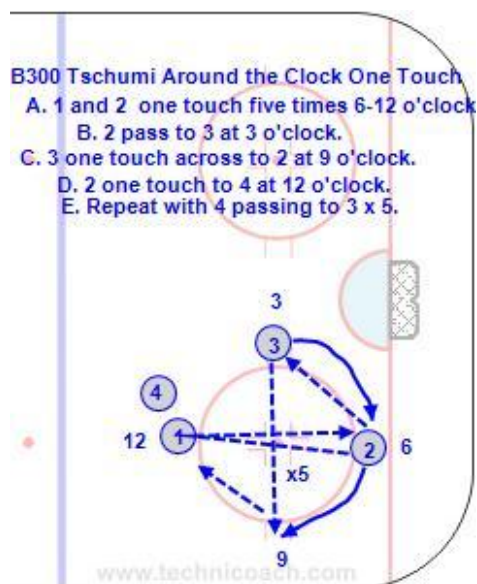 B300 Tschumi Around the Clock One Touch
A. 1 and 2 one touch five times 6-12 o'clock
B. 2 pass to 3 at 3 o'clock.
C. 3 one touch across to 2 at 9 o'clock.
D. 2 one touch to 4 at 12 o'clock.
E. Repeat with 4 passing to 3 x 5.
3
3
4
12 1 2 6
x5
9
www.technicoach.com